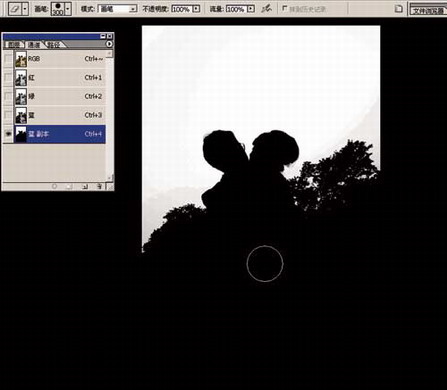 画笔: 300 模式: 画笔 不透明度: 100% 流量: 100% 抹到历史记录 文件浏览器
图层 通道 路径
RGB Ctrl+~
红 Ctrl+1
绿 Ctrl+2
蓝 Ctrl+3
蓝 副本 Ctrl+4